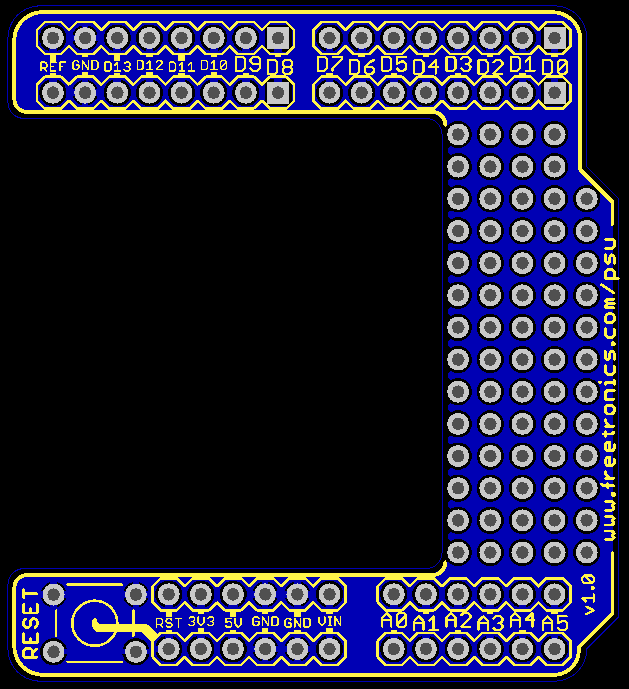 REF GND D13 D12 D11 D10 D9 D8 D7 D6 D5 D4 D3 D2 D1 D0
www.freetronics.com/psu
v1.0
RESET
RST 3V3 5V GND GND VIN A0 A1 A2 A3 A4 A5